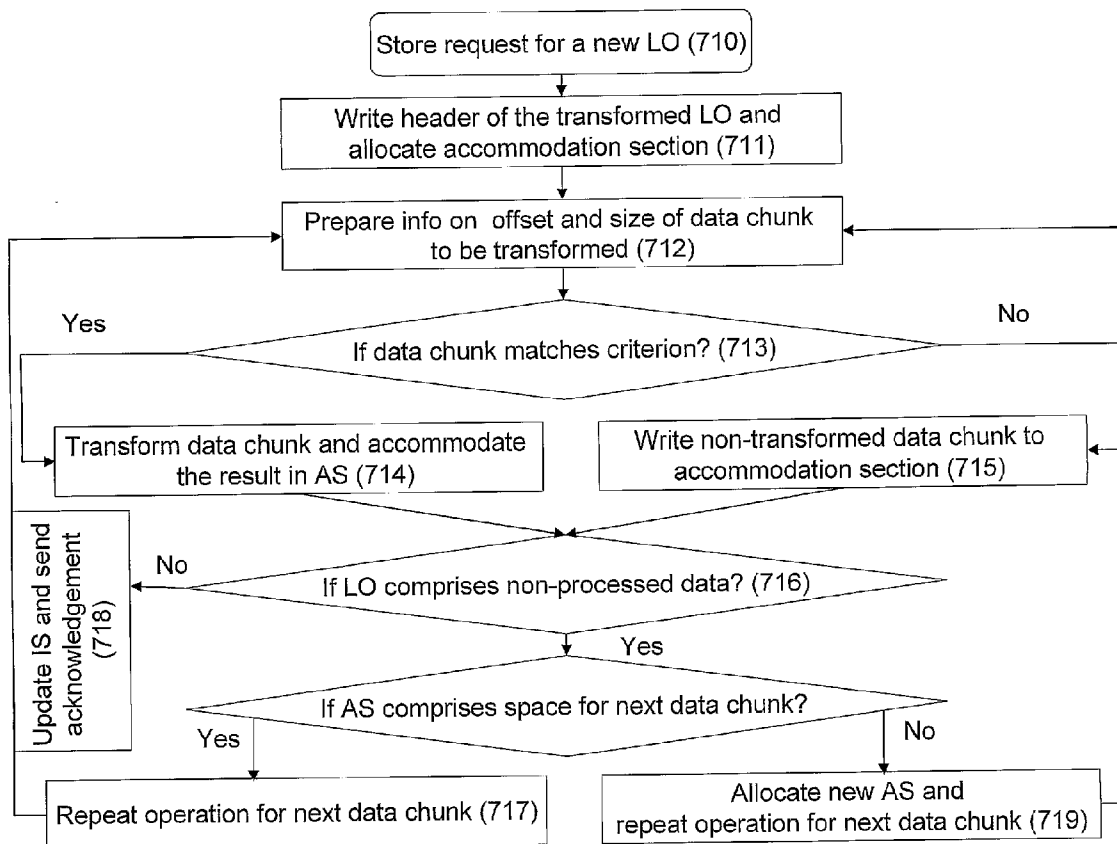 Store request for a new LO (710)
Write header of the transformed LO and
allocate accommodation section (711)
Prepare info on offset and size of data chunk
to be transformed (712)
Yes
No
If data chunk matches criterion? (713)
Transform data chunk and accommodate
the result in AS (714)
Write non-transformed data chunk to
accommodation section (715)
Update IS and send
acknowledgement
(718)
No
If LO comprises non-processed data? (716)
Yes
If AS comprises space for next data chunk?
Yes
No
Repeat operation for next data chunk (717)
Allocate new AS and
repeat operation for next data chunk (719)